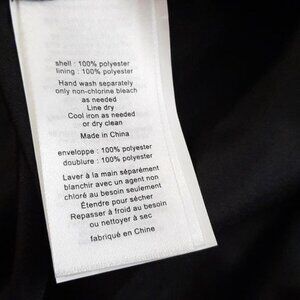 shell : 100% polyester
lining : 100% polyester
Hand wash separately
only non-chlorine bleach
as needed
Line dry
Cool iron as needed
or dry clean
Made in China
enveloppe : 100% polyester
doublure : 100% polyester
Laver à la main séparément
blanchir avec un agent non
chloré au besoin seulement
Étendre pour sécher
Repasser à froid au besoin
ou nettoyer à sec
fabriqué en Chine